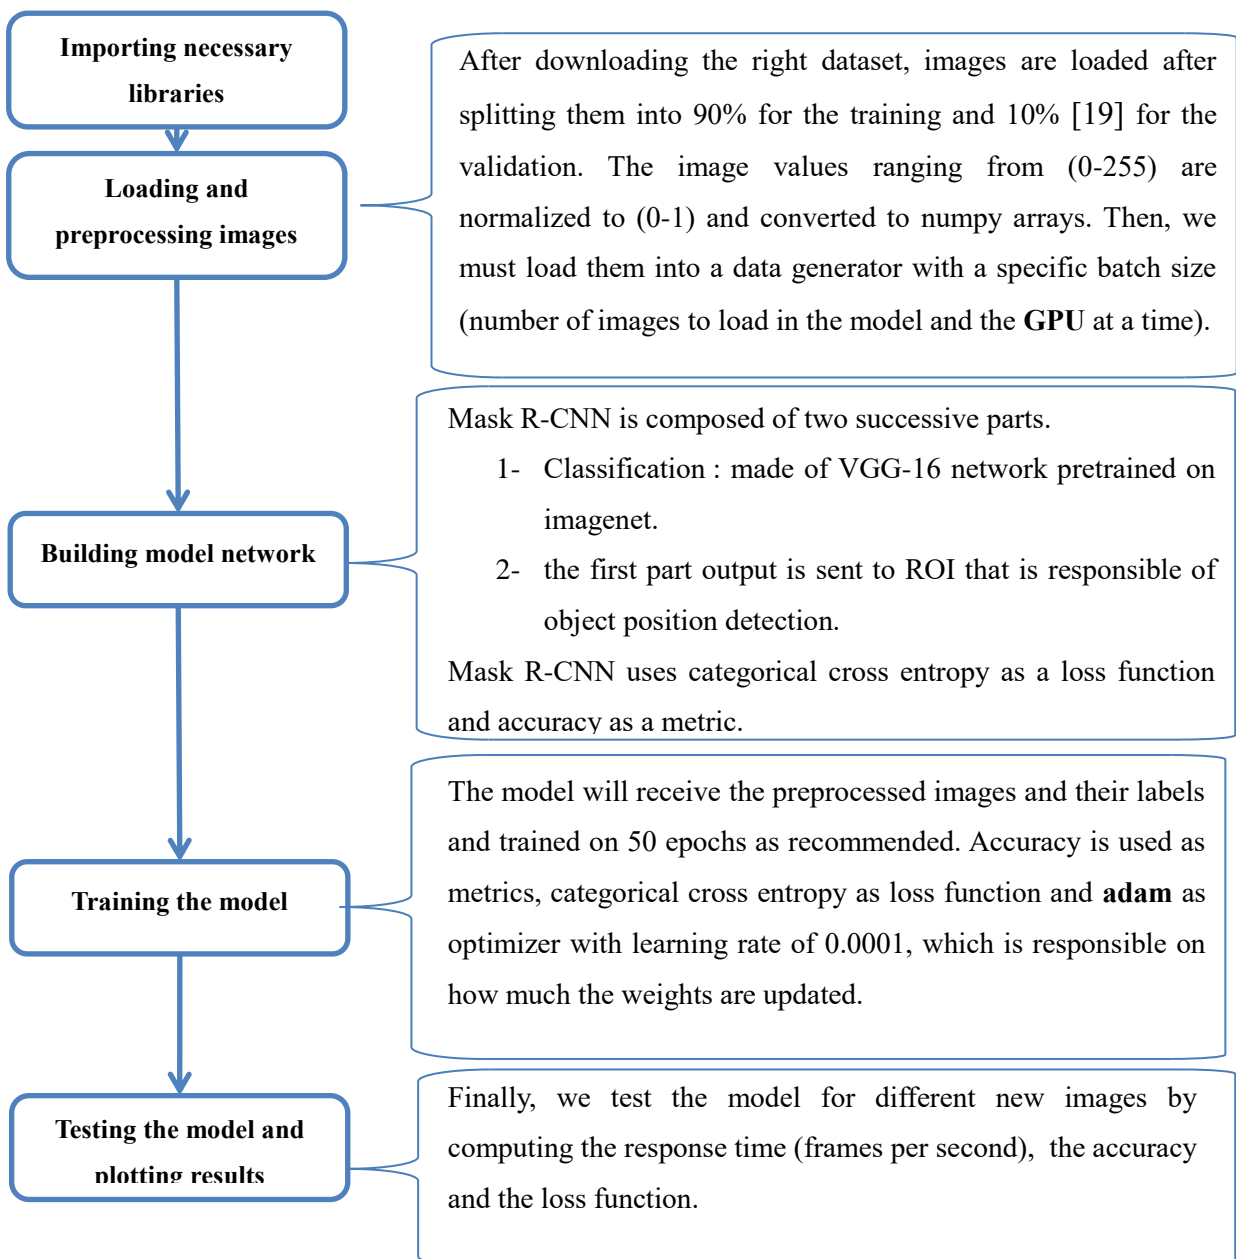 Importing necessary
libraries
After downloading the right dataset, images are loaded after
splitting them into 90% for the training and 10% [19] for the
validation. The image values ranging from (0-255) are
normalized to (0-1) and converted to numpy arrays. Then, we
must load them into a data generator with a specific batch size
(number of images to load in the model and the GPU at a time).
Loading and
preprocessing images
Mask R-CNN is composed of two successive parts.
1- Classification : made of VGG-16 network pretrained on
imagenet.
2- the first part output is sent to ROI that is responsible of
object position detection.
Mask R-CNN uses categorical cross entropy as a loss function
and accuracy as a metric.
Building model network
The model will receive the preprocessed images and their labels
and trained on 50 epochs as recommended. Accuracy is used as
metrics, categorical cross entropy as loss function and adam as
optimizer with learning rate of 0.0001, which is responsible on
how much the weights are updated.
Training the model
Finally, we test the model for different new images by
computing the response time (frames per second), the accuracy
and the loss function.
Testing the model and
plotting results